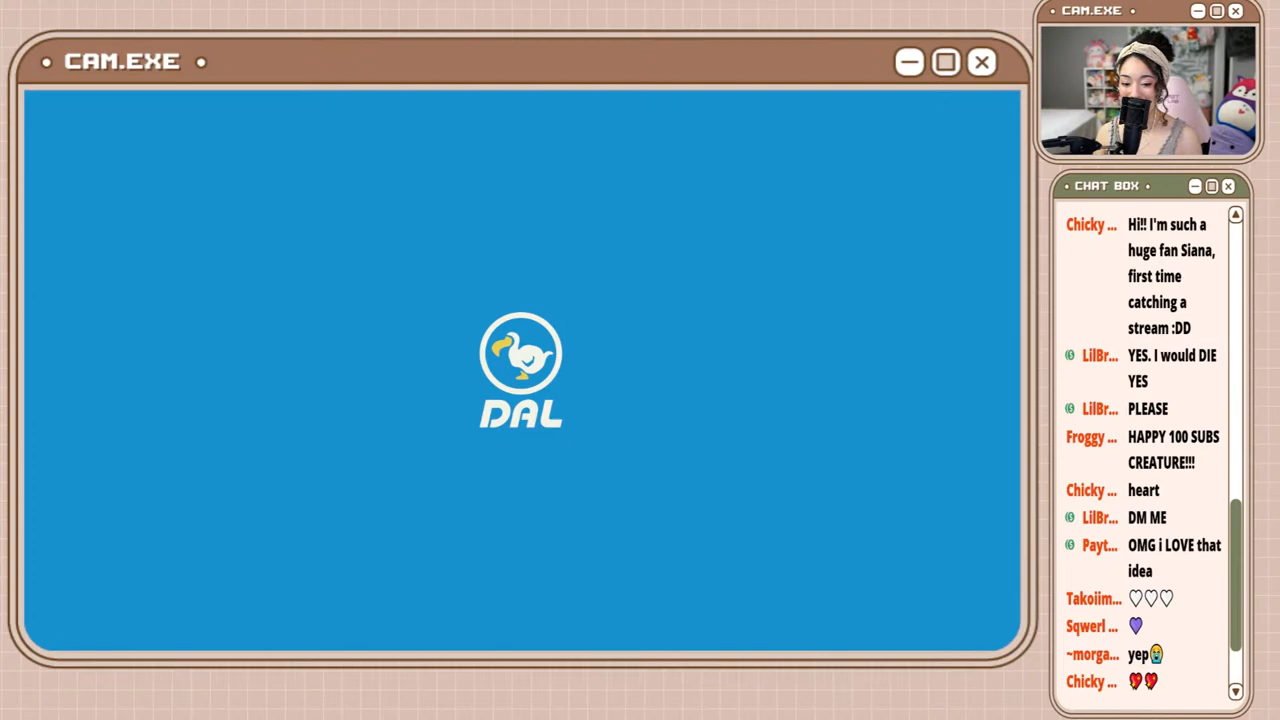 CAM.EXE
CAM.EXE
DAL
CHAT BOX
Chicky ... Hi!! I'm such a
huge fan Siana,
first time
catching a
stream :DD
LilBr... YES. I would DIE
YES
LilBr... PLEASE
Froggy ... HAPPY 100 SUBS
CREATURE!!!
Chicky ... heart
LilBr... DM ME
Payt... OMG i LOVE that
idea
Takoiim... ♡♡♡
Sqwerl ... 💜
~morga... yep😭
Chicky ... 💖💖